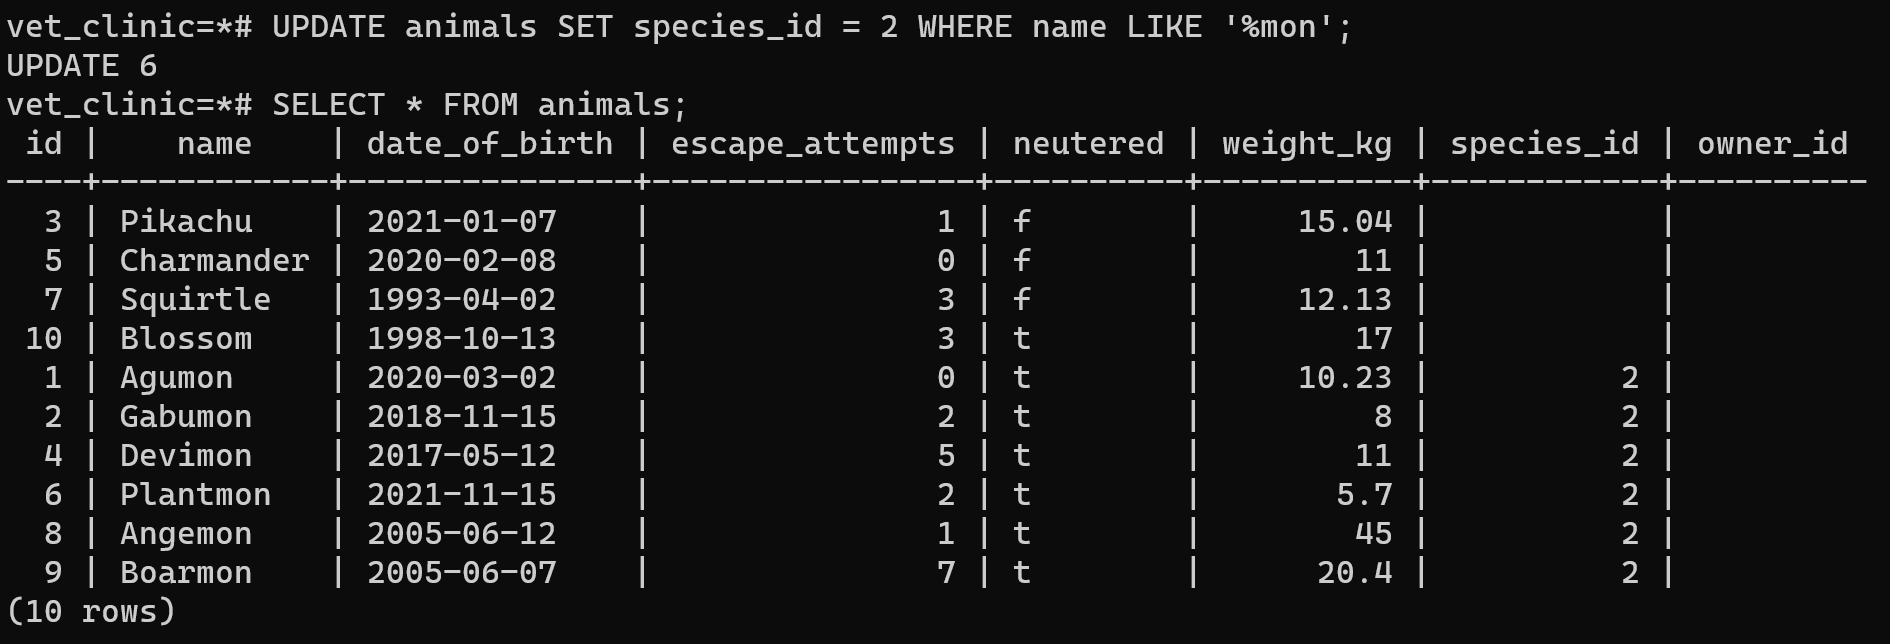 vet_clinic=*# UPDATE animals SET species_id = 2 WHERE name LIKE '%mon';
UPDATE 6
vet_clinic=*# SELECT * FROM animals;
 id |    name    | date_of_birth | escape_attempts | neutered | weight_kg | species_id | owner_id
----+------------+---------------+-----------------+----------+-----------+------------+----------
  3 | Pikachu    | 2021-01-07    |               1 | f        |     15.04 |            |
  5 | Charmander | 2020-02-08    |               0 | f        |        11 |            |
  7 | Squirtle   | 1993-04-02    |               3 | f        |     12.13 |            |
 10 | Blossom    | 1998-10-13    |               3 | t        |        17 |            |
  1 | Agumon     | 2020-03-02    |               0 | t        |     10.23 |          2 |
  2 | Gabumon    | 2018-11-15    |               2 | t        |         8 |          2 |
  4 | Devimon    | 2017-05-12    |               5 | t        |        11 |          2 |
  6 | Plantmon   | 2021-11-15    |               2 | t        |       5.7 |          2 |
  8 | Angemon    | 2005-06-12    |               1 | t        |        45 |          2 |
  9 | Boarmon    | 2005-06-07    |               7 | t        |      20.4 |          2 |
(10 rows)